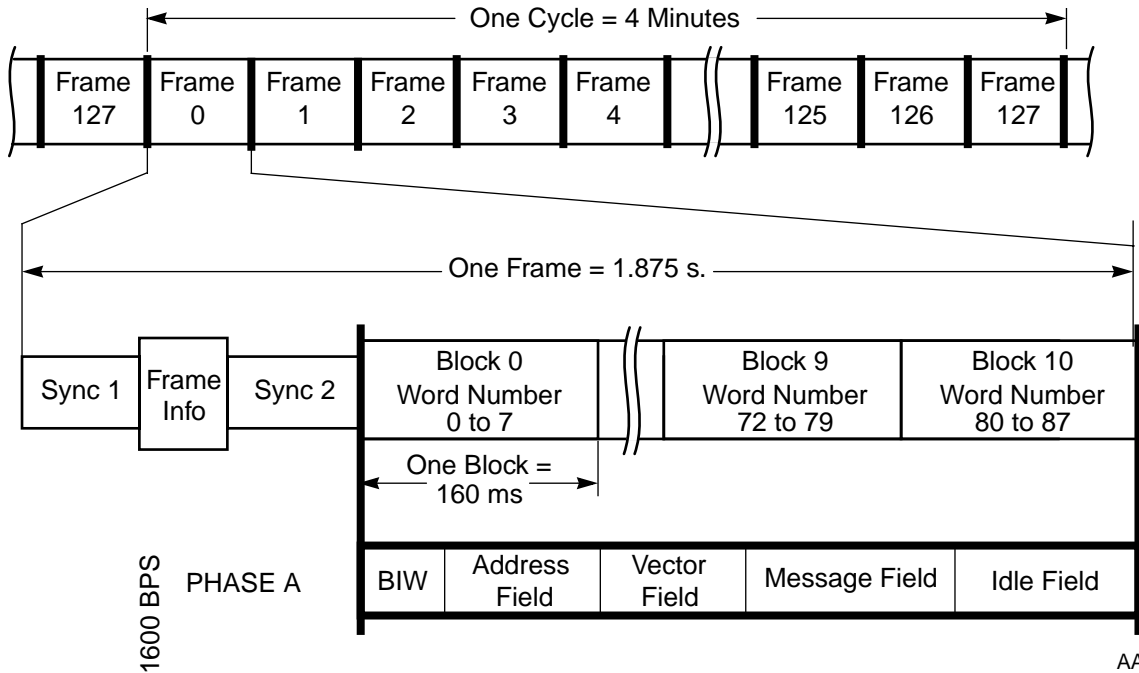 One Cycle = 4 Minutes
Frame 127
Frame 0
Frame 1
Frame 2
Frame 3
Frame 4
Frame 125
Frame 126
Frame 127
One Frame = 1.875 s.
Sync 1
Frame Info
Sync 2
Block 0
Word Number
0 to 7
Block 9
Word Number
72 to 79
Block 10
Word Number
80 to 87
One Block =
160 ms
1600 BPS
PHASE A
BIW
Address
Field
Vector
Field
Message Field
Idle Field
AA